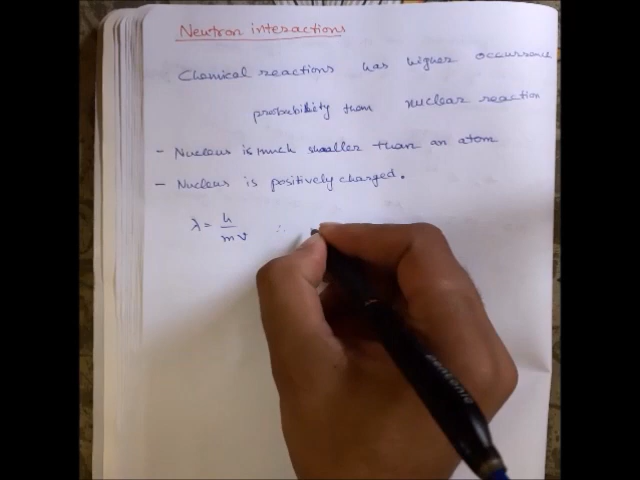 Neutron interactions
Chemical reactions has higher occurrence
probability than nuclear reaction
- Nucleus is much smaller than an atom
- Nucleus is positively charged.
λ = h/mv ∴
pentonic